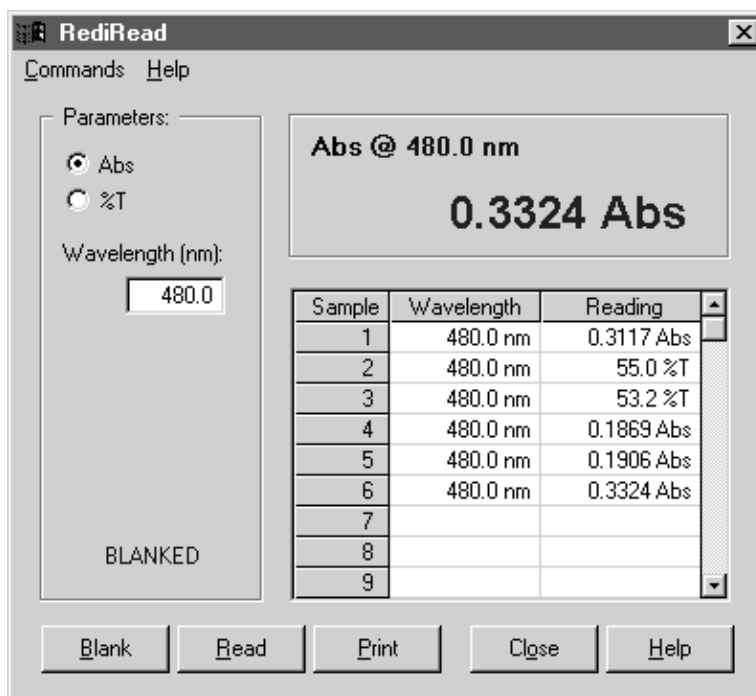 RediRead
Commands Help
Parameters:
Abs
%T
Wavelength (nm):
480.0
BLANKED
Abs @ 480.0 nm
0.3324 Abs
Sample Wavelength Reading
1 480.0 nm 0.3117 Abs
2 480.0 nm 55.0 %T
3 480.0 nm 53.2 %T
4 480.0 nm 0.1869 Abs
5 480.0 nm 0.1906 Abs
6 480.0 nm 0.3324 Abs
7
8
9
Blank Read Print Close Help